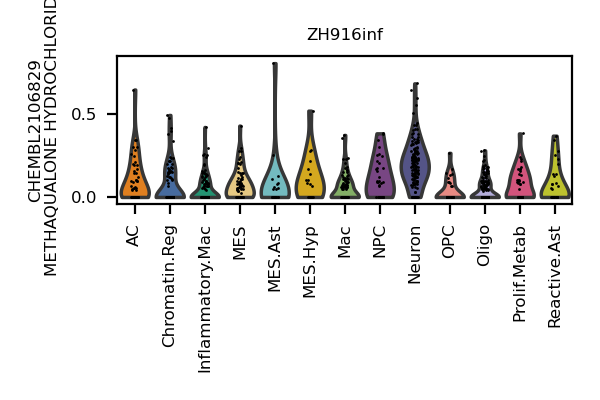 ZH916inf
CHEMBL2106829
METHAQUALONE HYDROCHLORID
0.5
0.0
AC
Chromatin.Reg
Inflammatory.Mac
MES
MES.Ast
MES.Hyp
Mac
NPC
Neuron
OPC
Oligo
Prolif.Metab
Reactive.Ast